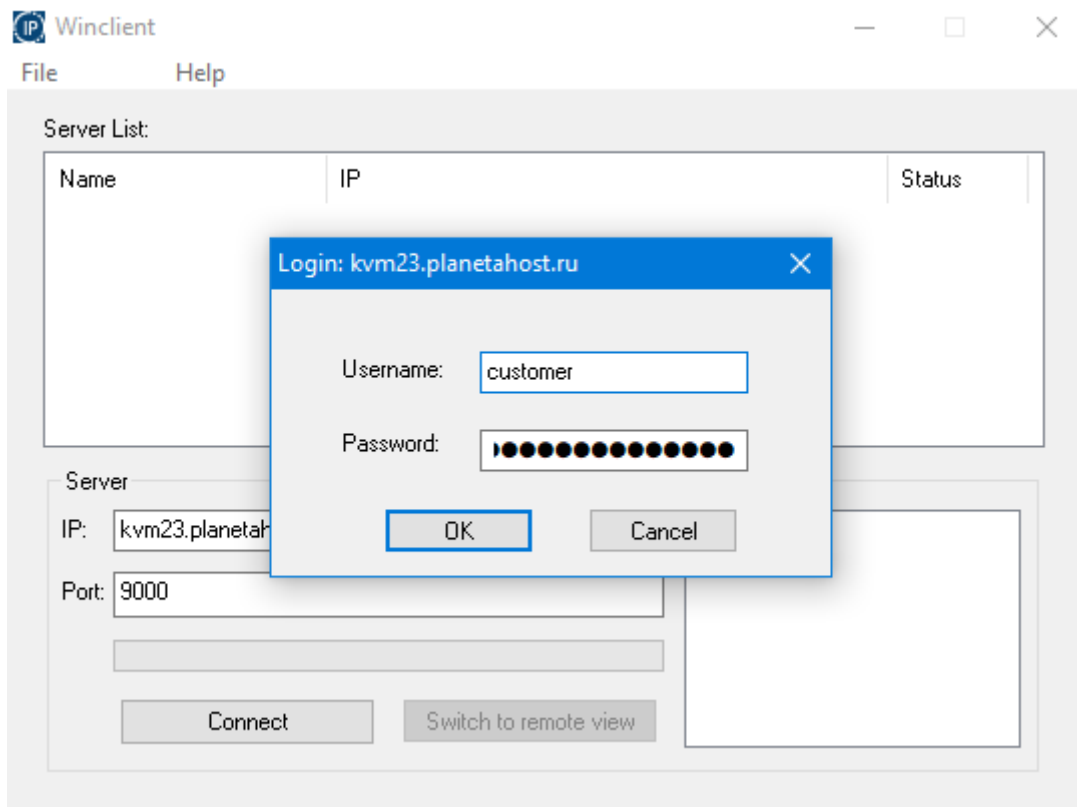 Winclient
File Help
Server List:
Name IP Status
Login: kvm23.planetahost.ru
Username: customer
Password:
OK Cancel
Server
IP: kvm23.planetah
Port: 9000
Connect Switch to remote view